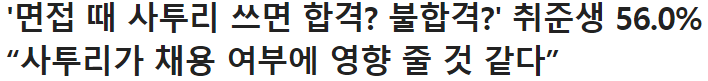 '면접 때 사투리 쓰면 합격? 불합격?' 취준생 56.0%
“사투리가 채용 여부에 영향 줄 것 같다”